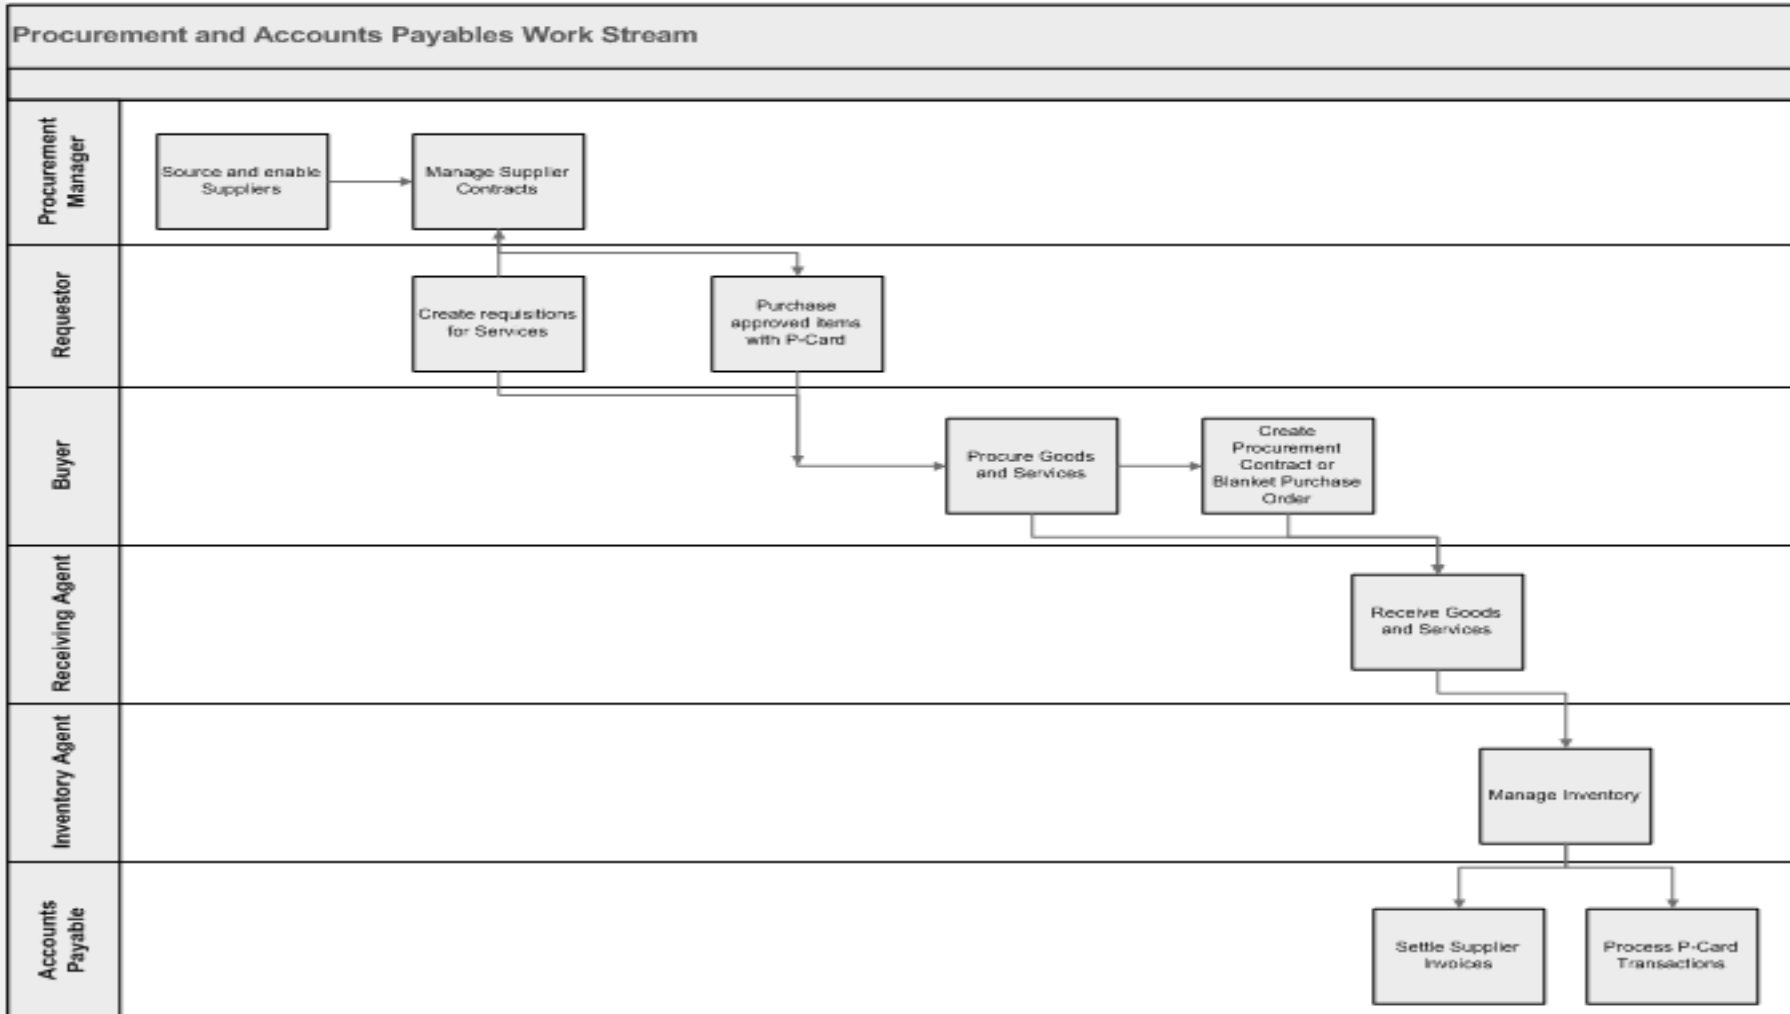 Procurement and Accounts Payables Work Stream
Procurement
Manager
Source and enable
Suppliers
Manage Supplier
Contracts
Requestor
Create requisitions
for Services
Purchase
approved items
with P-Card
Buyer
Procure Goods
and Services
Create
Procurement
Contract or
Blanket Purchase
Order
Receiving Agent
Receive Goods
and Services
Inventory Agent
Manage Inventory
Accounts
Payable
Settle Supplier
Invoices
Process P-Card
Transactions